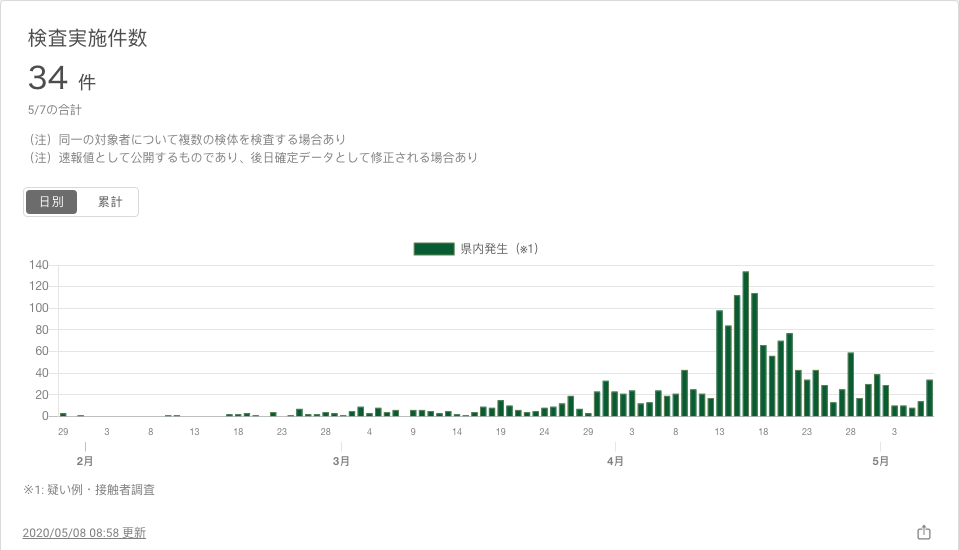 検査実施件数
34 件
5/7の合計
（注）同一の対象者について複数の検体を検査する場合あり
（注）速報値として公開するものであり、後日確定データとして修正される場合あり
日別 累計
県内発生（※1）
140
120
100
80
60
40
20
0
29 3 8 13 18 23 28 4 9 14 19 24 29 3 8 13 18 23 28 3
2月 3月 4月 5月
※1: 疑い例・接触者調査
2020/05/08 08:58 更新